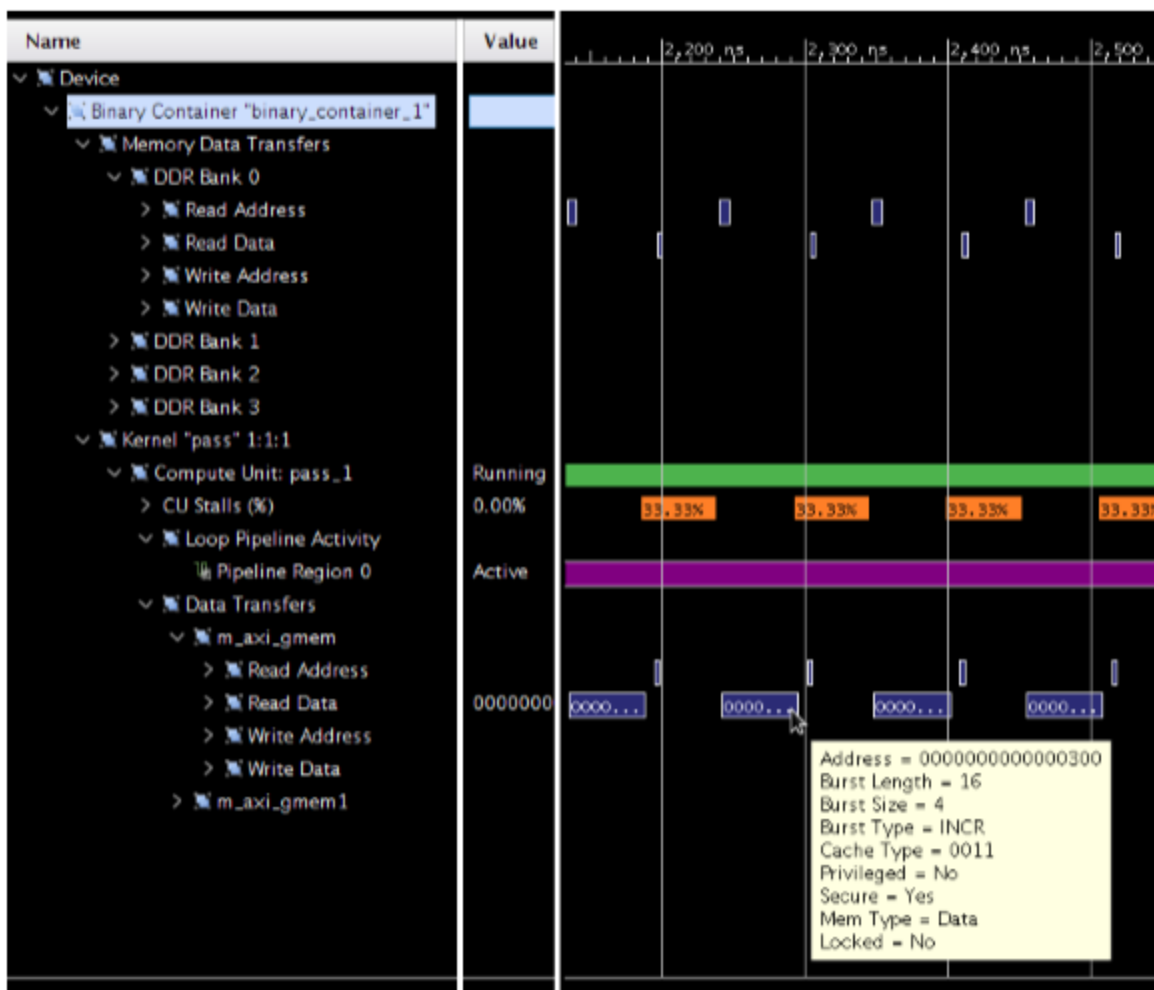 Name Value
2,200 ns 2,300 ns 2,400 ns 2,500
Device
Binary Container "binary_container_1"
Memory Data Transfers
DDR Bank 0
Read Address
Read Data
Write Address
Write Data
DDR Bank 1
DDR Bank 2
DDR Bank 3
Kernel "pass" 1:1:1
Compute Unit: pass_1 Running
CU Stalls (%) 0.00% 33.33% 33.33% 33.33% 33.33%
Loop Pipeline Activity
Pipeline Region 0 Active
Data Transfers
m_axi_gmem
Read Address
Read Data 0000000 0000... 0000... 0000... 0000...
Write Address
Write Data
m_axi_gmem1
Address = 0000000000000300
Burst Length = 16
Burst Size = 4
Burst Type = INCR
Cache Type = 0011
Privileged = No
Secure = Yes
Mem Type = Data
Locked = No